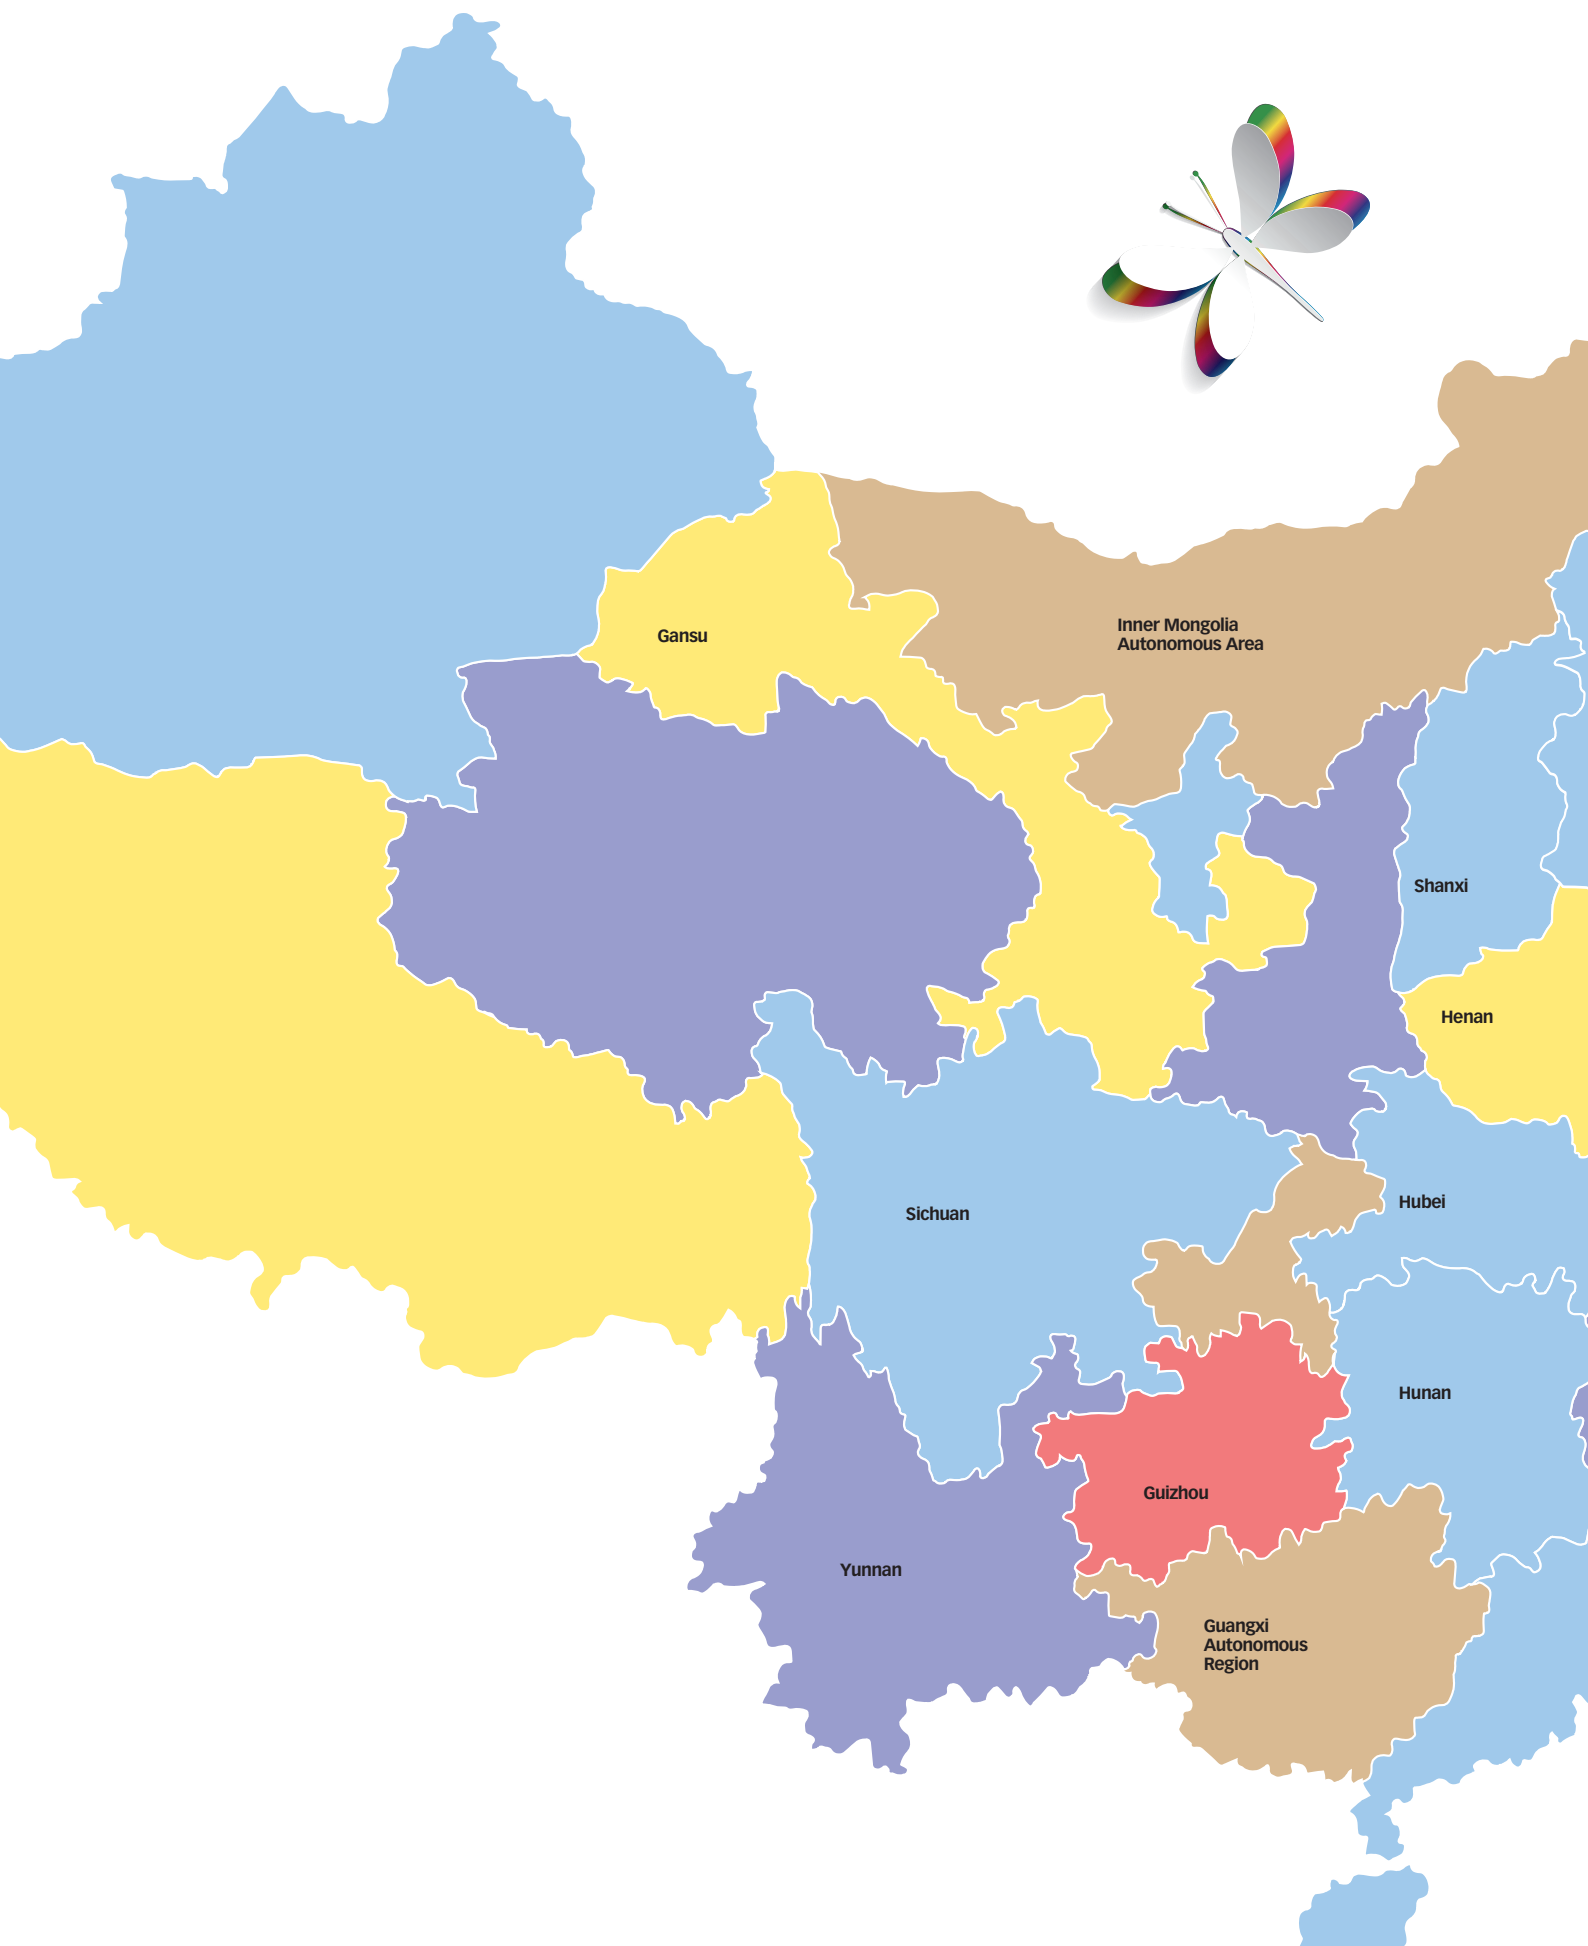 Gansu
Inner Mongolia
Autonomous Area
Shanxi
Henan
Hubei
Sichuan
Hunan
Guizhou
Yunnan
Guangxi
Autonomous
Region